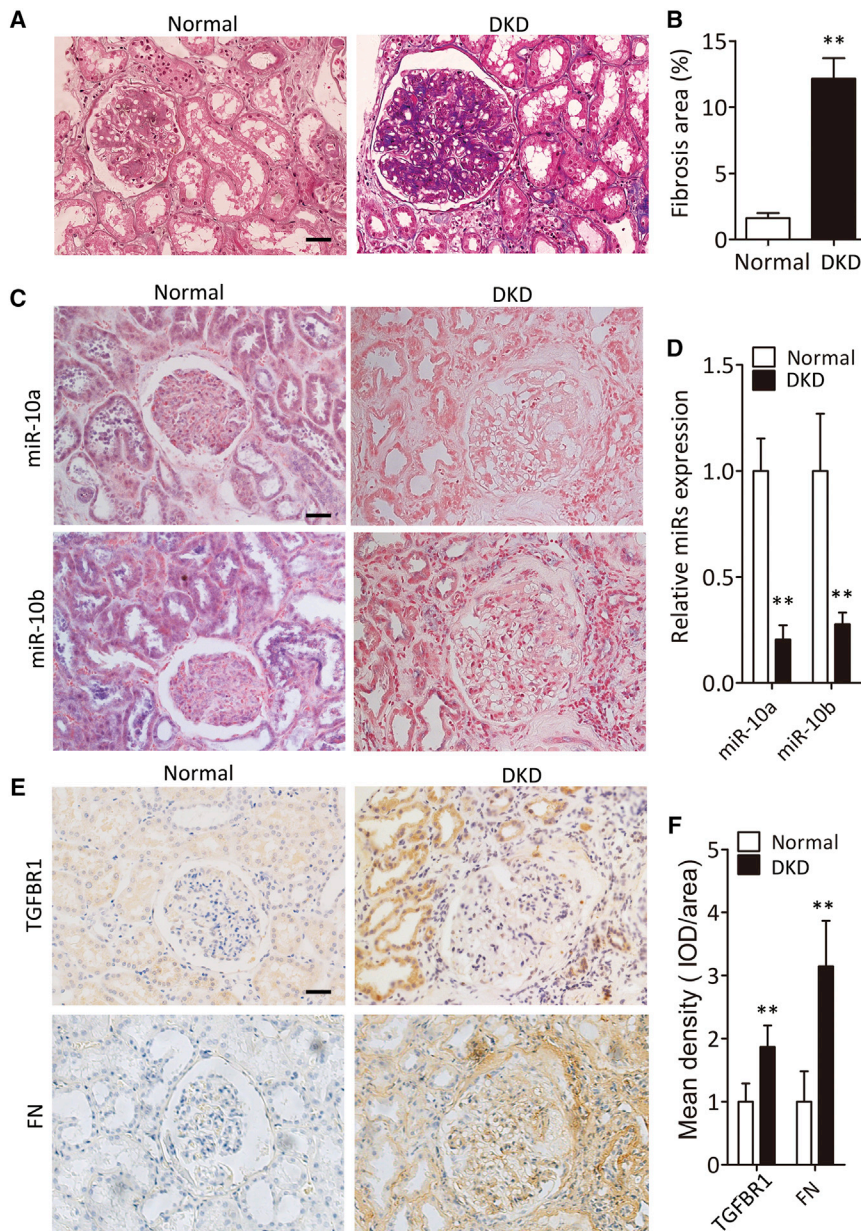 A
Normal
DKD
B
Fibrosis area (%)
15
10
5
0
**
Normal
DKD
C
Normal
DKD
miR-10a
miR-10b
D
Normal
DKD
Relative miRs expression
1.5
1.0
0.5
0.0
**
**
miR-10a
miR-10b
E
Normal
DKD
TGFBR1
FN
F
Normal
DKD
Mean density ( IOD/area)
5
4
3
2
1
0
**
**
TGFBR1
FN